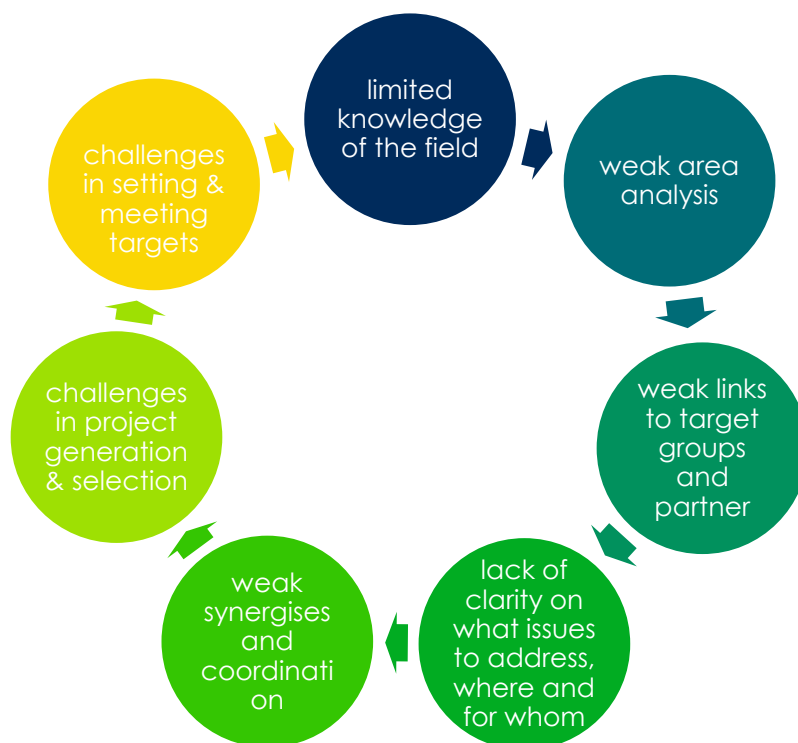 limited
knowledge
of the field
weak area
analysis
weak links
to target
groups
and
partner
lack of
clarity on
what issues
to address,
where and
for whom
weak
synergises
and
coordinati
on
challenges
in project
generation
& selection
challenges
in setting &
meeting
targets